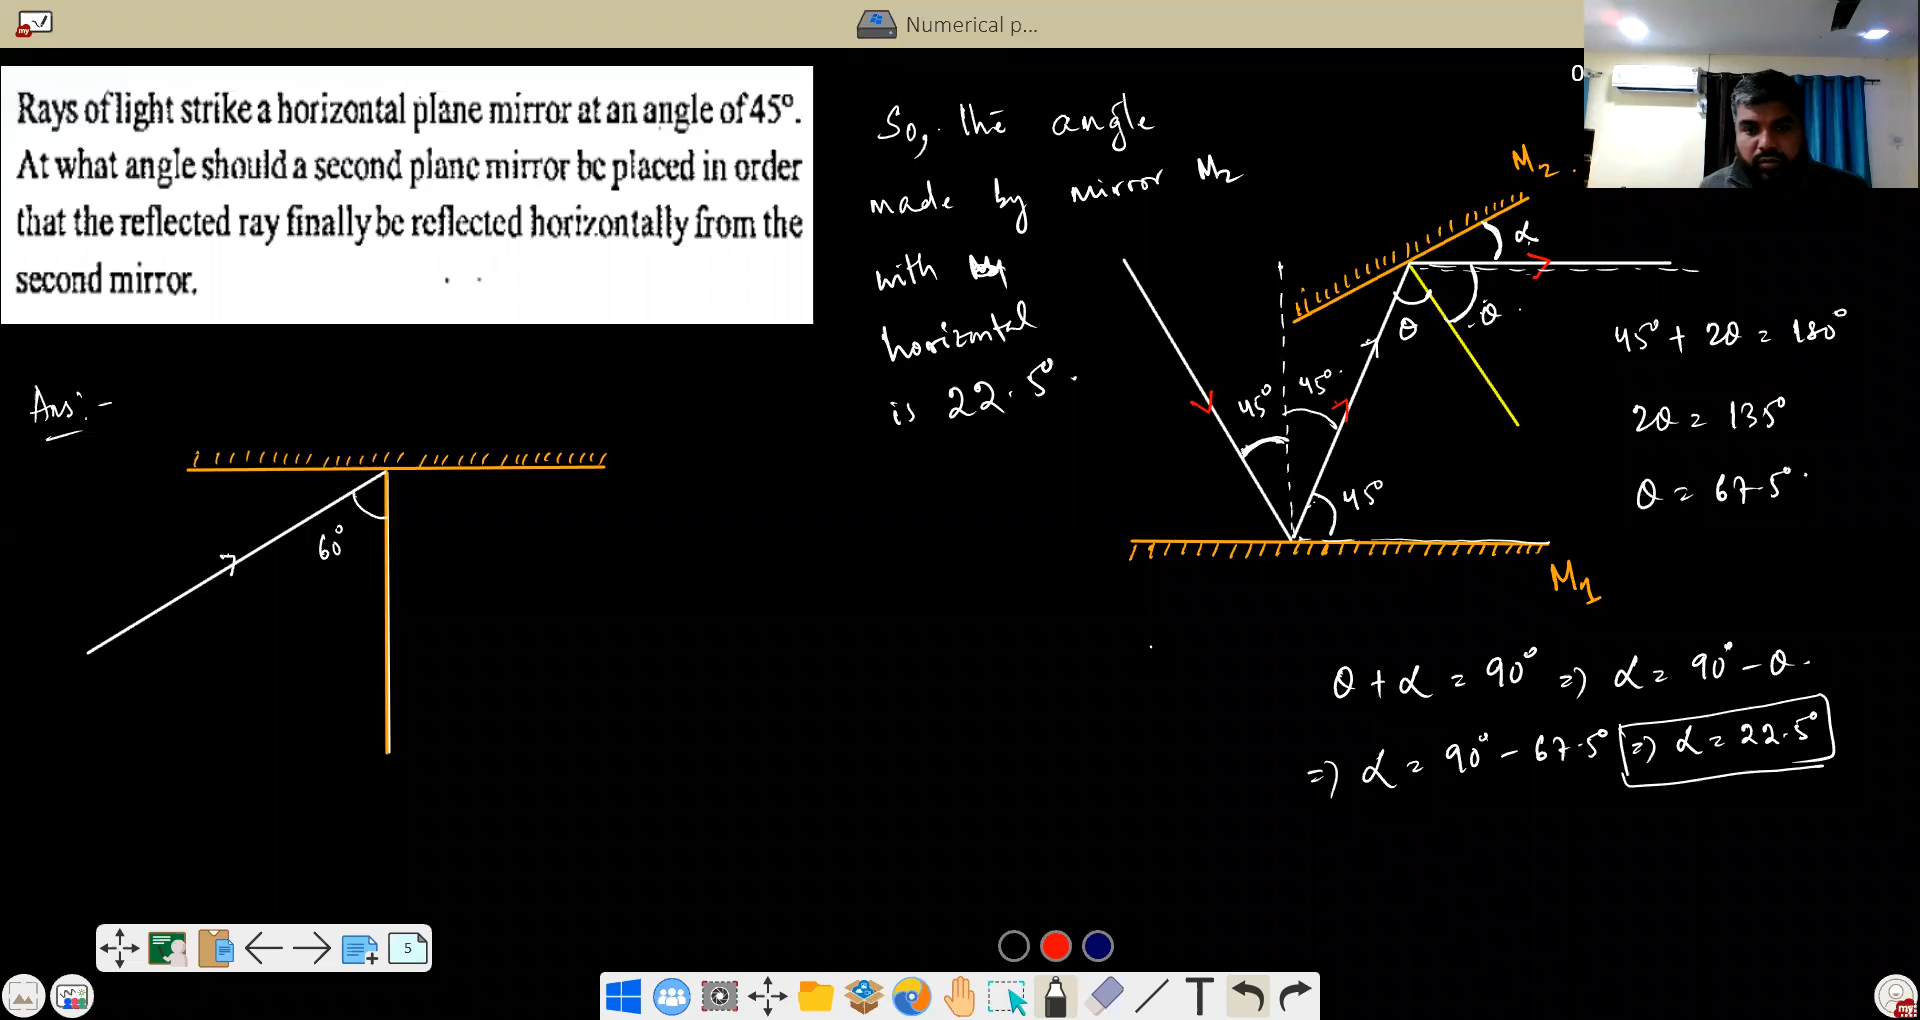 Numerical p...
Rays of light strike a horizontal plane mirror at an angle of 45°.
At what angle should a second plane mirror be placed in order
that the reflected ray finally be reflected horizontally from the
second mirror.
Ans:-
60°
So, the angle
made by mirror M2
with
horizontal
is 22.5°.
M2.
α
θ
θ
45°
45°
45°
M1
45° + 2θ = 180°
2θ = 135°
θ = 67.5°
θ + α = 90° => α = 90° - θ.
=> α = 90° - 67.5° => α = 22.5°
5